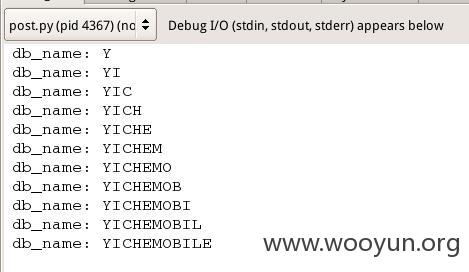 post.py (pid 4367) (no
Debug I/O (stdin, stdout, stderr) appears below
db_name: Y
db_name: YI
db_name: YIC
db_name: YICH
db_name: YICHE
db_name: YICHEM
db_name: YICHEMO
db_name: YICHEMOB
db_name: YICHEMOBI
db_name: YICHEMOBIL
db_name: YICHEMOBILE
www.wooyun.org